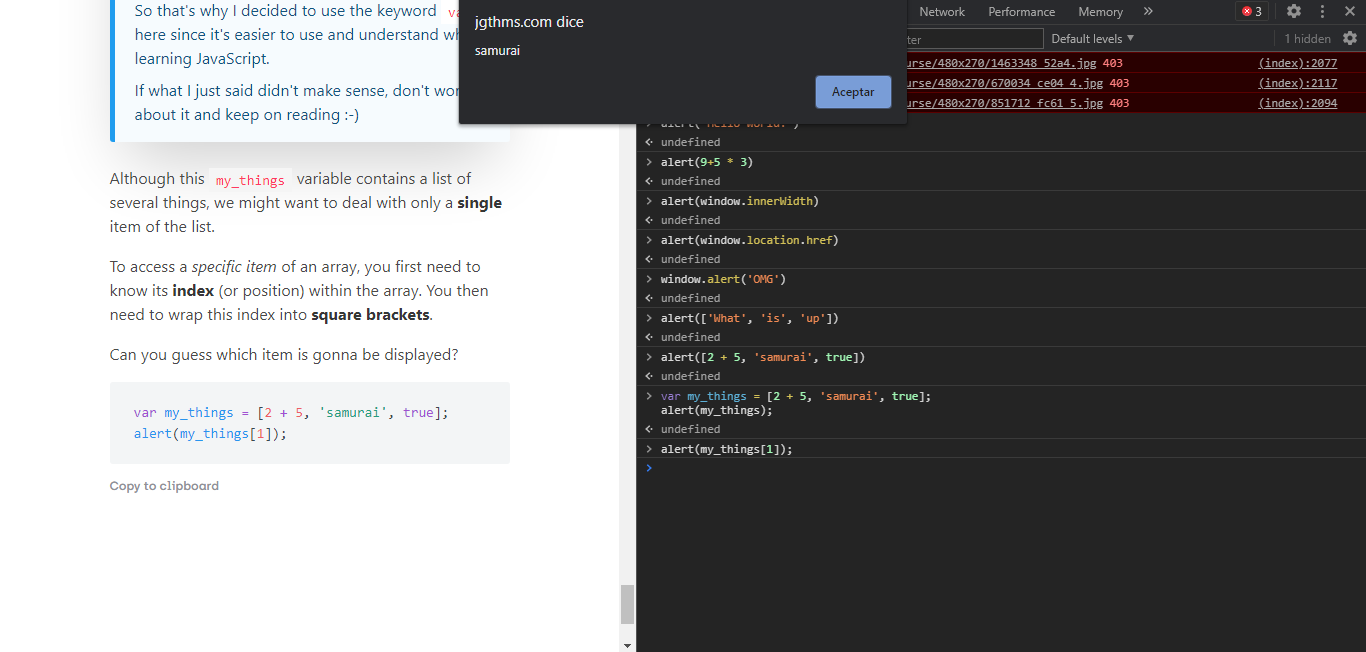 So that's why I decided to use the keyword
here since it's easier to use and understand
learning JavaScript.
If what I just said didn't make sense, don't
about it and keep on reading :-)
Although this my_things variable contains a list of
several things, we might want to deal with only a single
item of the list.
To access a specific item of an array, you first need to
know its index (or position) within the array. You then
need to wrap this index into square brackets.
Can you guess which item is gonna be displayed?
var my_things = [2 + 5, 'samurai', true];
alert(my_things[1]);
Copy to clipboard
jgthms.com dice
samurai
Aceptar
Network Performance Memory » 3
Default levels ▼ 1 hidden
urse/480x270/1463348_52a4.jpg 403 (index):2077
urse/480x270/670034_ce04_4.jpg 403 (index):2117
urse/480x270/851712_fc61_5.jpg 403 (index):2094
undefined
alert(9+5 * 3)
undefined
alert(window.innerWidth)
undefined
alert(window.location.href)
undefined
window.alert('OMG')
undefined
alert(['What', 'is', 'up'])
undefined
alert([2 + 5, 'samurai', true])
undefined
var my_things = [2 + 5, 'samurai', true];
alert(my_things);
undefined
alert(my_things[1]);